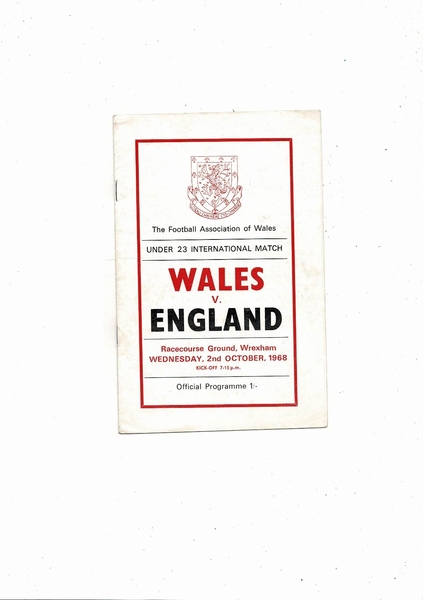 The Football Association of Wales
UNDER 23 INTERNATIONAL MATCH
WALES
V.
ENGLAND
Racecourse Ground, Wrexham
WEDNESDAY, 2nd OCTOBER, 1968
KICK-OFF 7-15 p.m.
Official Programme 1/-